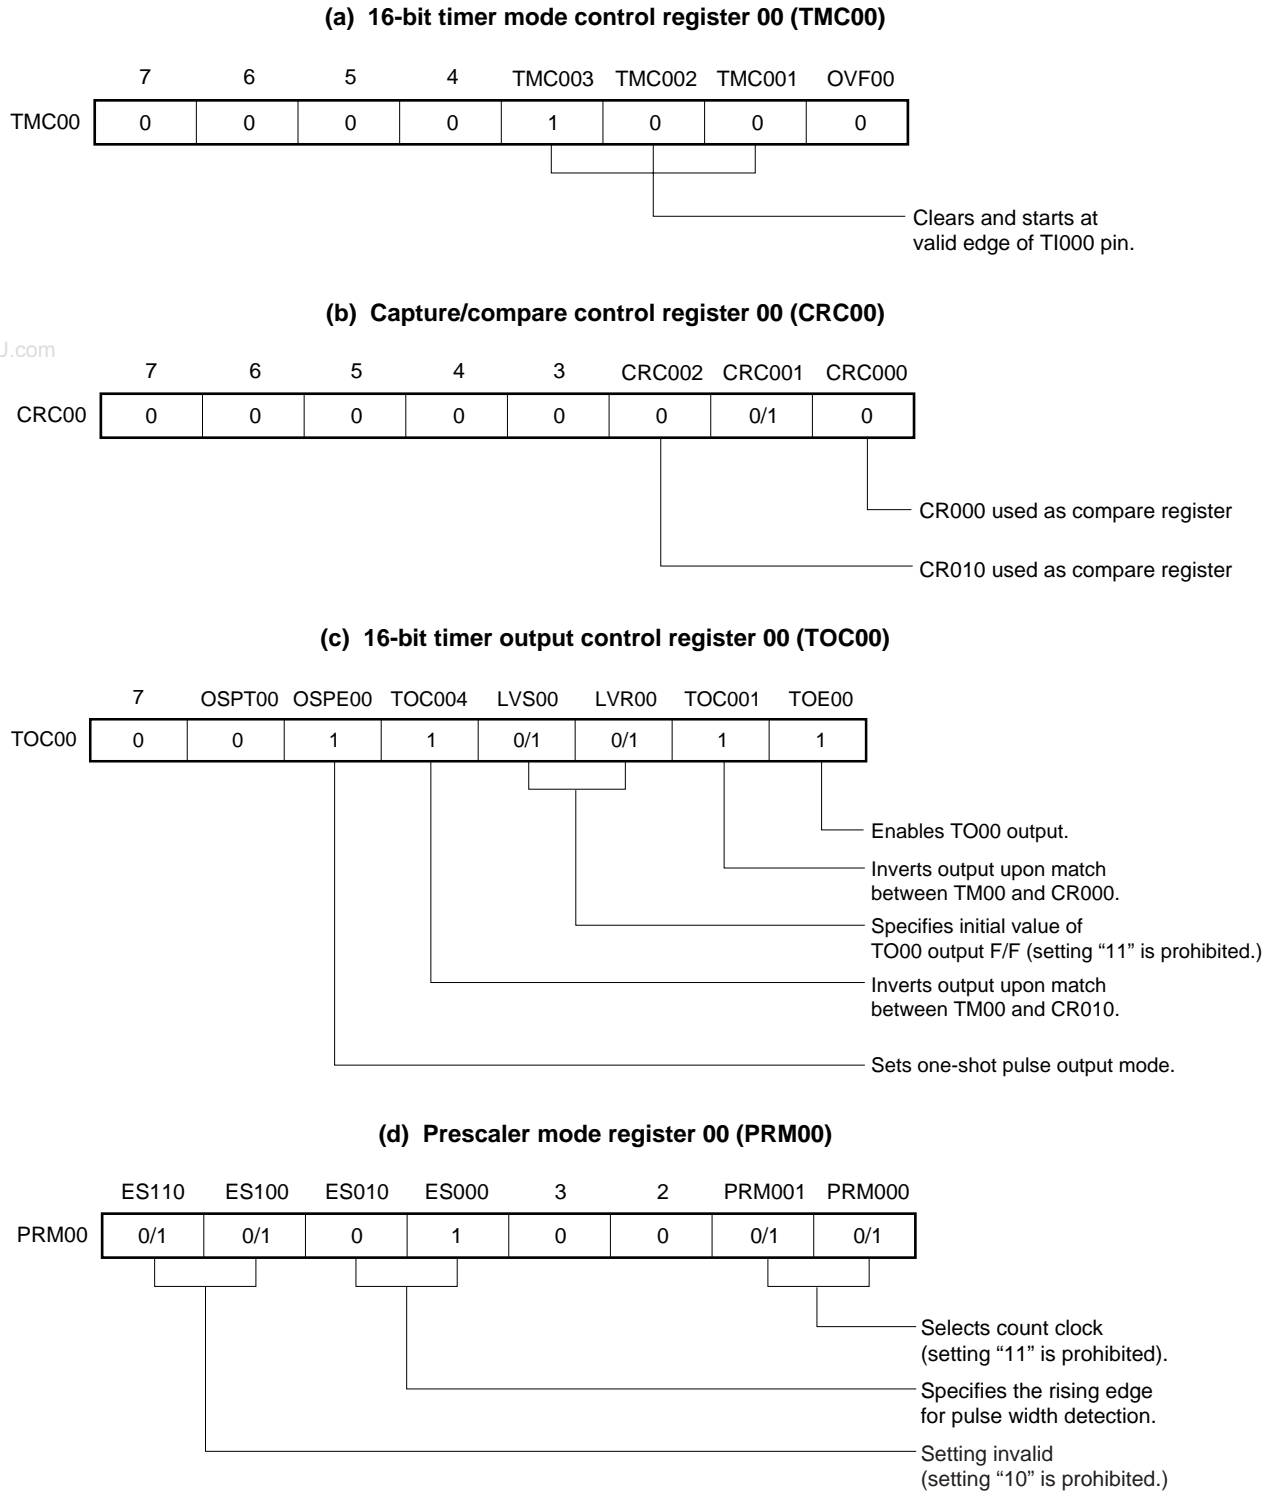 (a) 16-bit timer mode control register 00 (TMC00)
7 6 5 4 TMC003 TMC002 TMC001 OVF00
TMC00 0 0 0 0 1 0 0 0
Clears and starts at
valid edge of TI000 pin.
(b) Capture/compare control register 00 (CRC00)
J.com
7 6 5 4 3 CRC002 CRC001 CRC000
CRC00 0 0 0 0 0 0 0/1 0
CR000 used as compare register
CR010 used as compare register
(c) 16-bit timer output control register 00 (TOC00)
7 OSPT00 OSPE00 TOC004 LVS00 LVR00 TOC001 TOE00
TOC00 0 0 1 1 0/1 0/1 1 1
Enables TO00 output.
Inverts output upon match
between TM00 and CR000.
Specifies initial value of
TO00 output F/F (setting “11” is prohibited.)
Inverts output upon match
between TM00 and CR010.
Sets one-shot pulse output mode.
(d) Prescaler mode register 00 (PRM00)
ES110 ES100 ES010 ES000 3 2 PRM001 PRM000
PRM00 0/1 0/1 0 1 0 0 0/1 0/1
Selects count clock
(setting “11” is prohibited).
Specifies the rising edge
for pulse width detection.
Setting invalid
(setting “10” is prohibited.)